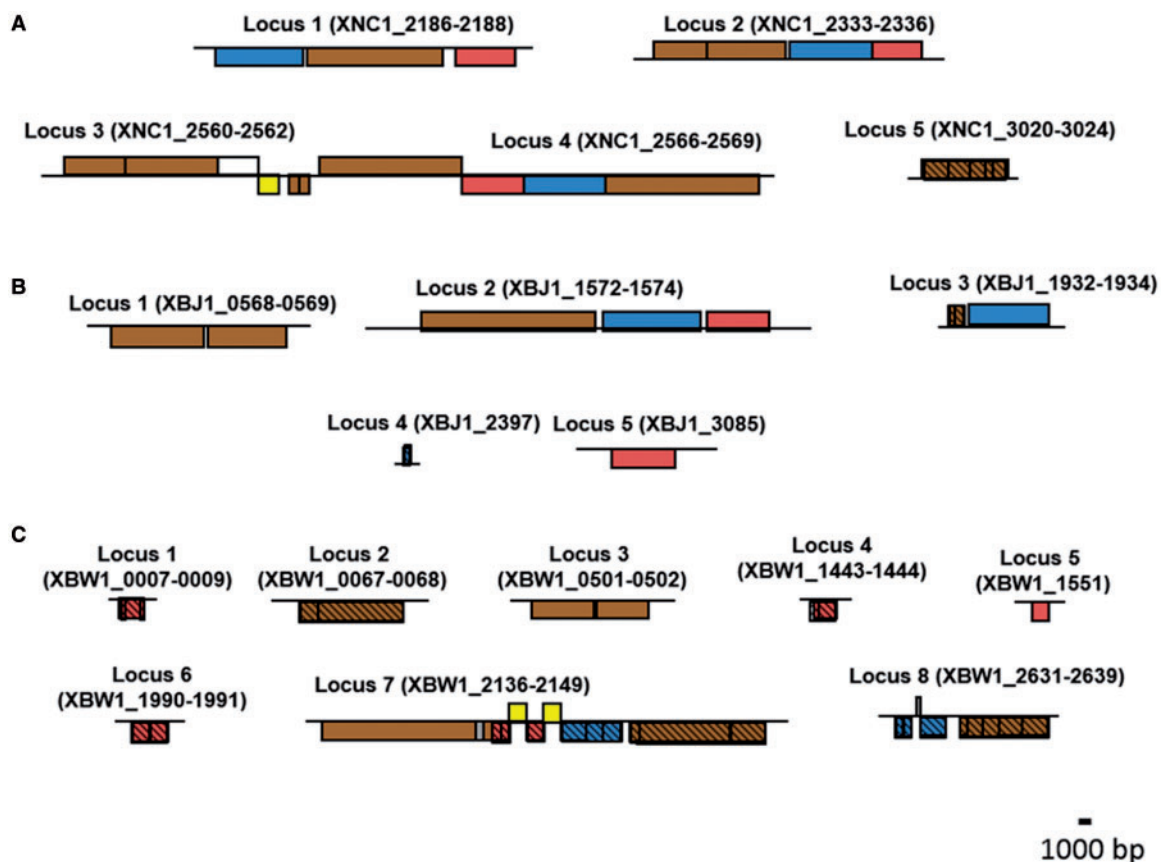 A
Locus 1 (XNC1_2186-2188)
Locus 2 (XNC1_2333-2336)
Locus 3 (XNC1_2560-2562)
Locus 4 (XNC1_2566-2569)
Locus 5 (XNC1_3020-3024)
B
Locus 1 (XBJ1_0568-0569)
Locus 2 (XBJ1_1572-1574)
Locus 3 (XBJ1_1932-1934)
Locus 4 (XBJ1_2397)
Locus 5 (XBJ1_3085)
C
Locus 1
(XBW1_0007-0009)
Locus 2
(XBW1_0067-0068)
Locus 3
(XBW1_0501-0502)
Locus 4
(XBW1_1443-1444)
Locus 5
(XBW1_1551)
Locus 6
(XBW1_1990-1991)
Locus 7 (XBW1_2136-2149)
Locus 8 (XBW1_2631-2639)
1000 bp